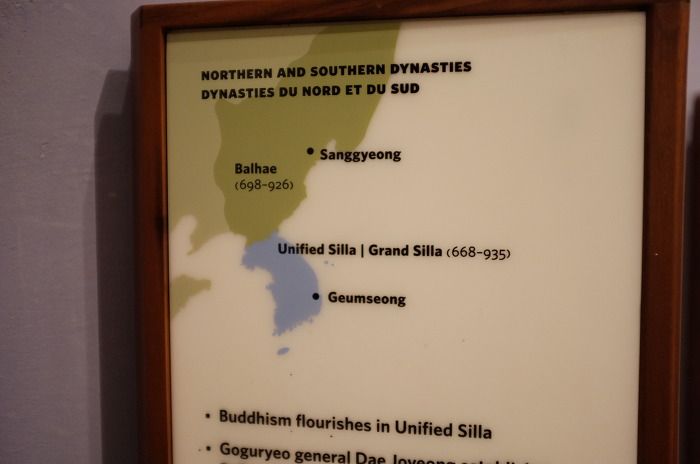 NORTHERN AND SOUTHERN DYNASTIES
DYNASTIES DU NORD ET DU SUD
Sanggyeong
Balhae
(698–926)
Unified Silla | Grand Silla (668–935)
Geumseong
▪ Buddhism flourishes in Unified Silla
▪ Goguryeo general Dae Joyeong